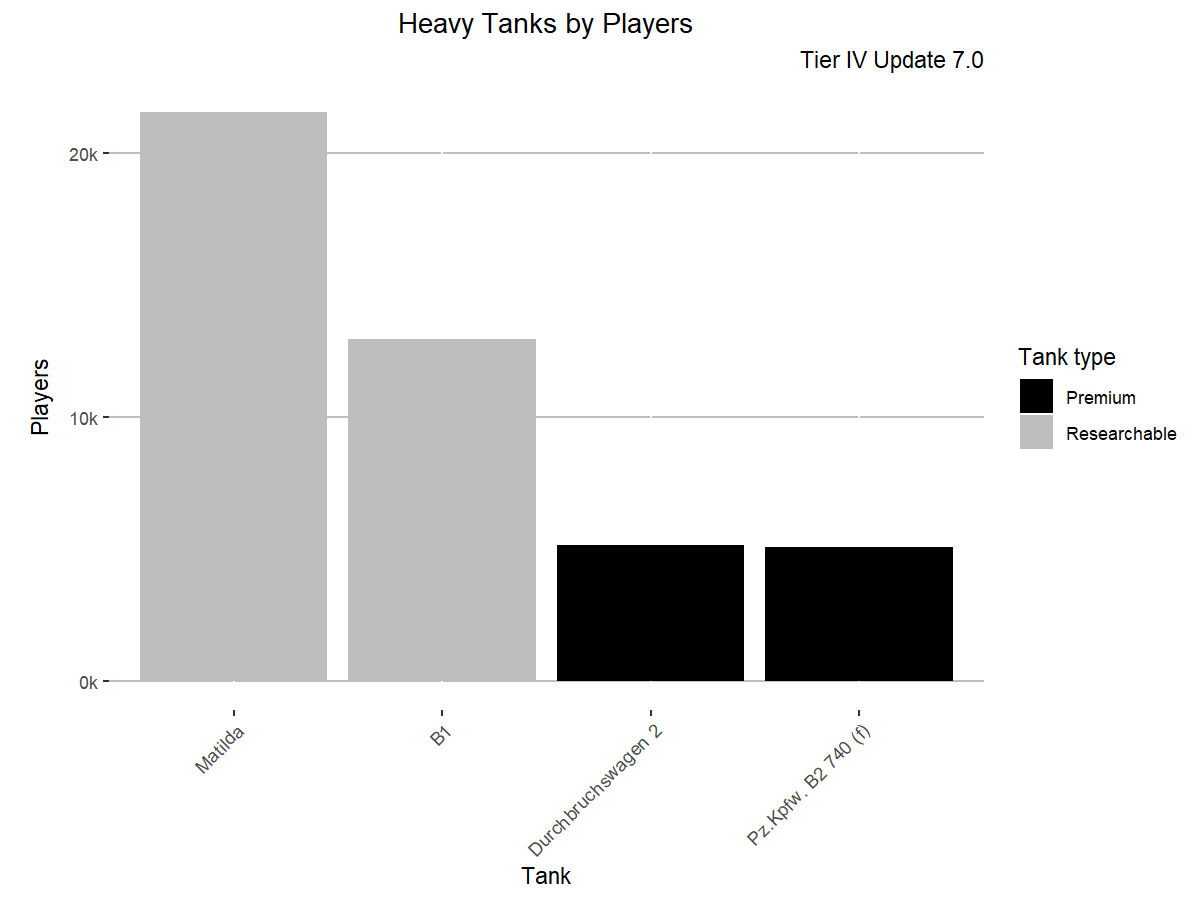 Heavy Tanks by Players
Tier IV Update 7.0
20k
10k
0k
Players
Matilda
B1
Durchbruchswagen 2
Pz.Kpfw. B2 740 (f)
Tank
Tank type
Premium
Researchable